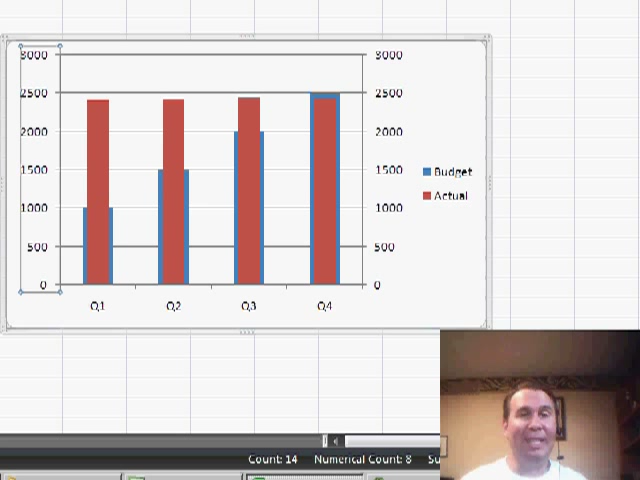 3000 3000
2500 2500
2000 2000
1500 1500
1000 1000
500 500
0 0
Budget
Actual
Q1 Q2 Q3 Q4
Count: 14 Numerical Count: 8